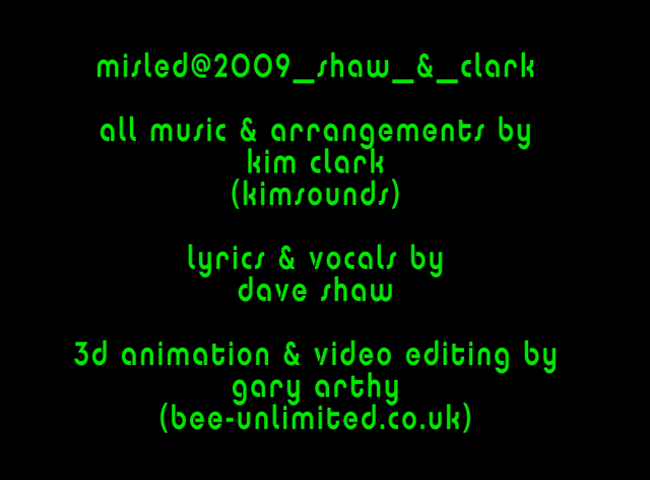 misled@2009_shaw_&_clark
all music & arrangements by
kim clark
(kimsounds)
lyrics & vocals by
dave shaw
3d animation & video editing by
gary arthy
(bee-unlimited.co.uk)